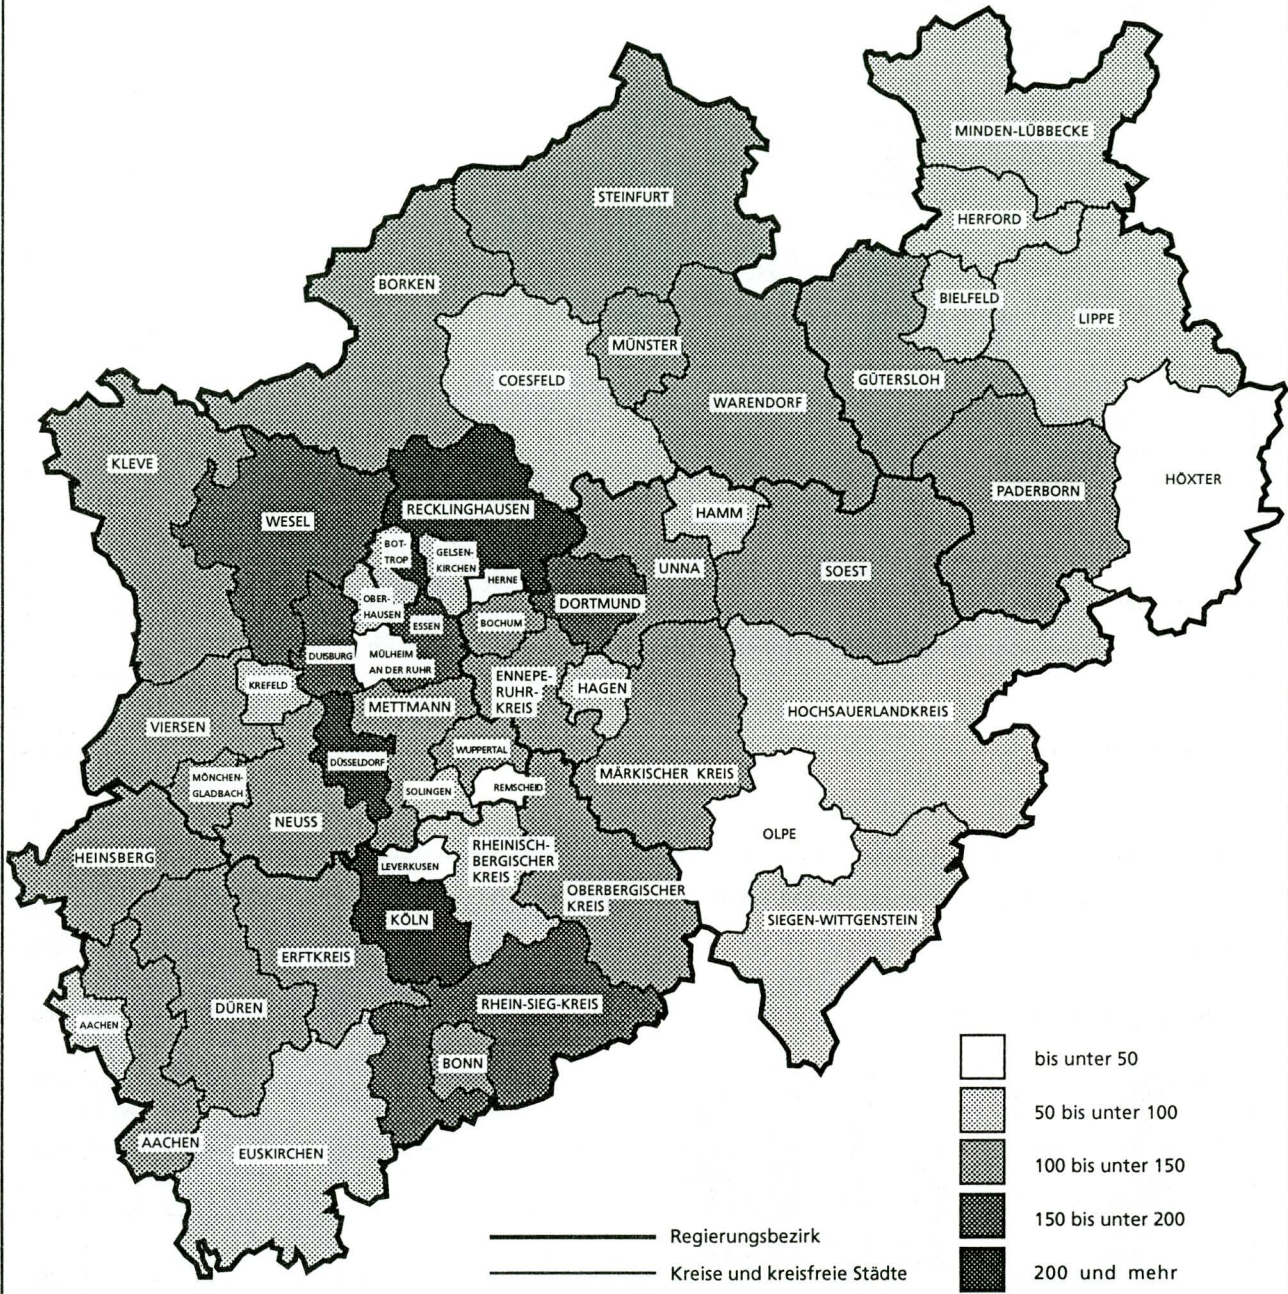 MINDEN-LÜBBECKE
STEINFURT
HERFORD
BORKEN
BIELFELD
LIPPE
MÜNSTER
COESFELD
GÜTERSLOH
WARENDORF
KLEVE
HÖXTER
PADERBORN
RECKLINGHAUSEN
HAMM
WESEL
BOT-
TROP
GELSEN-
KIRCHEN
UNNA
SOEST
HERNE
OBER-
HAUSEN
DORTMUND
ESSEN
BOCHUM
DUISBURG
MÜLHEIM
AN DER RUHR
KREFELD
ENNEPE-
RUHR-
KREIS
HAGEN
METTMANN
HOCHSAUERLANDKREIS
VIERSEN
WUPPERTAL
DÜSSELDORF
MÖNCHEN-
GLADBACH
SOLINGEN
REMSCHEID
MÄRKISCHER KREIS
NEUSS
OLPE
HEINSBERG
RHEINISCH-
BERGISCHER
KREIS
LEVERKUSEN
OBERBERGISCHER
KREIS
KÖLN
SIEGEN-WITTGENSTEIN
ERFTKREIS
DÜREN
RHEIN-SIEG-KREIS
AACHEN
BONN
AACHEN
EUSKIRCHEN
bis unter 50
50 bis unter 100
100 bis unter 150
150 bis unter 200
200 und mehr
Regierungsbezirk
Kreise und kreisfreie Städte